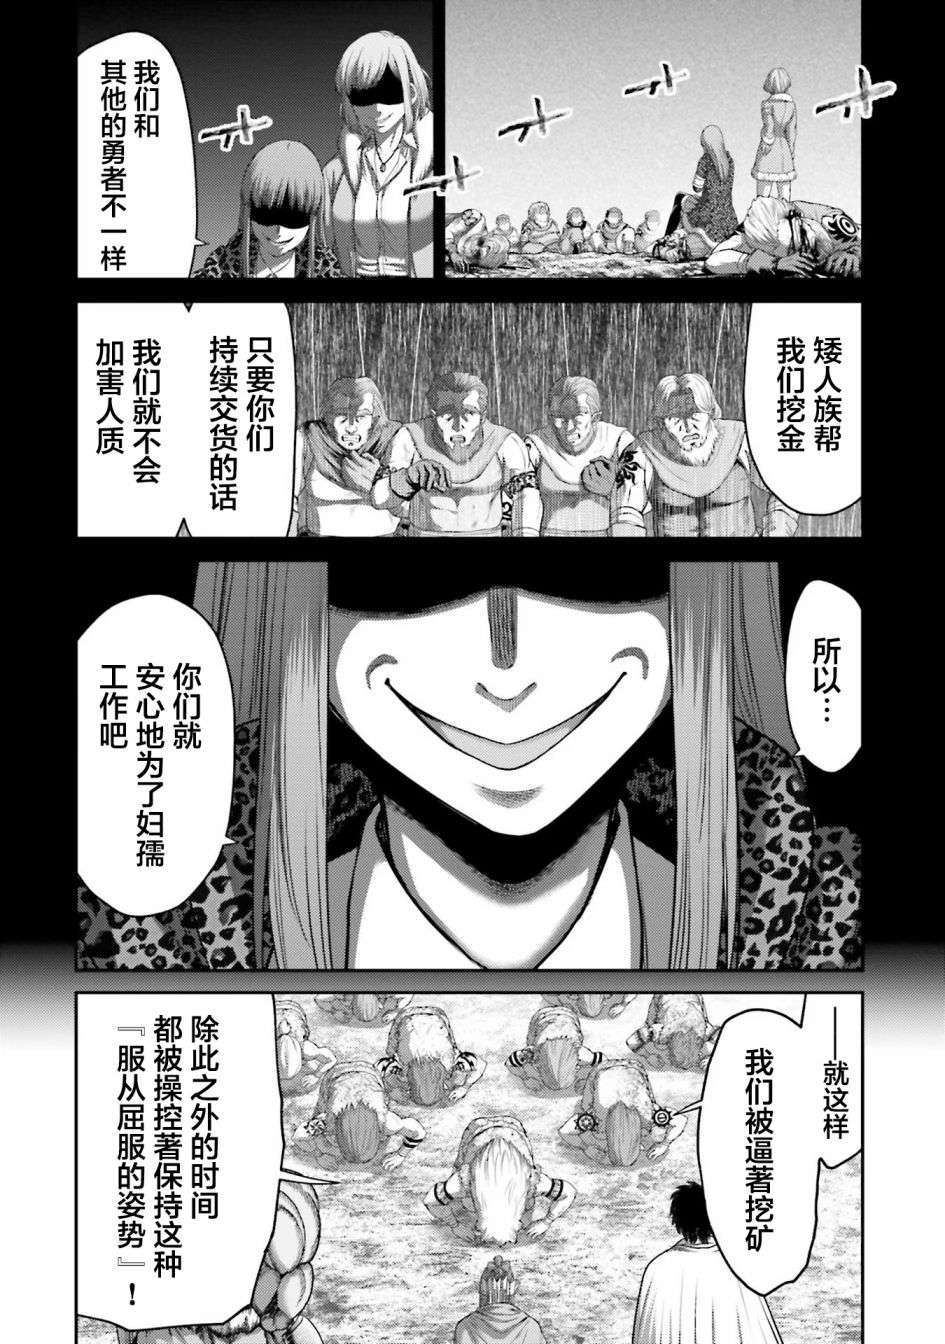 我们和
其他的勇者不一样
矮人族帮
我们挖金
只要你们
持续交货的话
我们就不会
加害人质
所以…
你们就
安心地为了妇孺
工作吧
——就这样
我们被逼著挖矿
除此之外的时间
都被操控著保持这种
『服从屈服的姿势』！